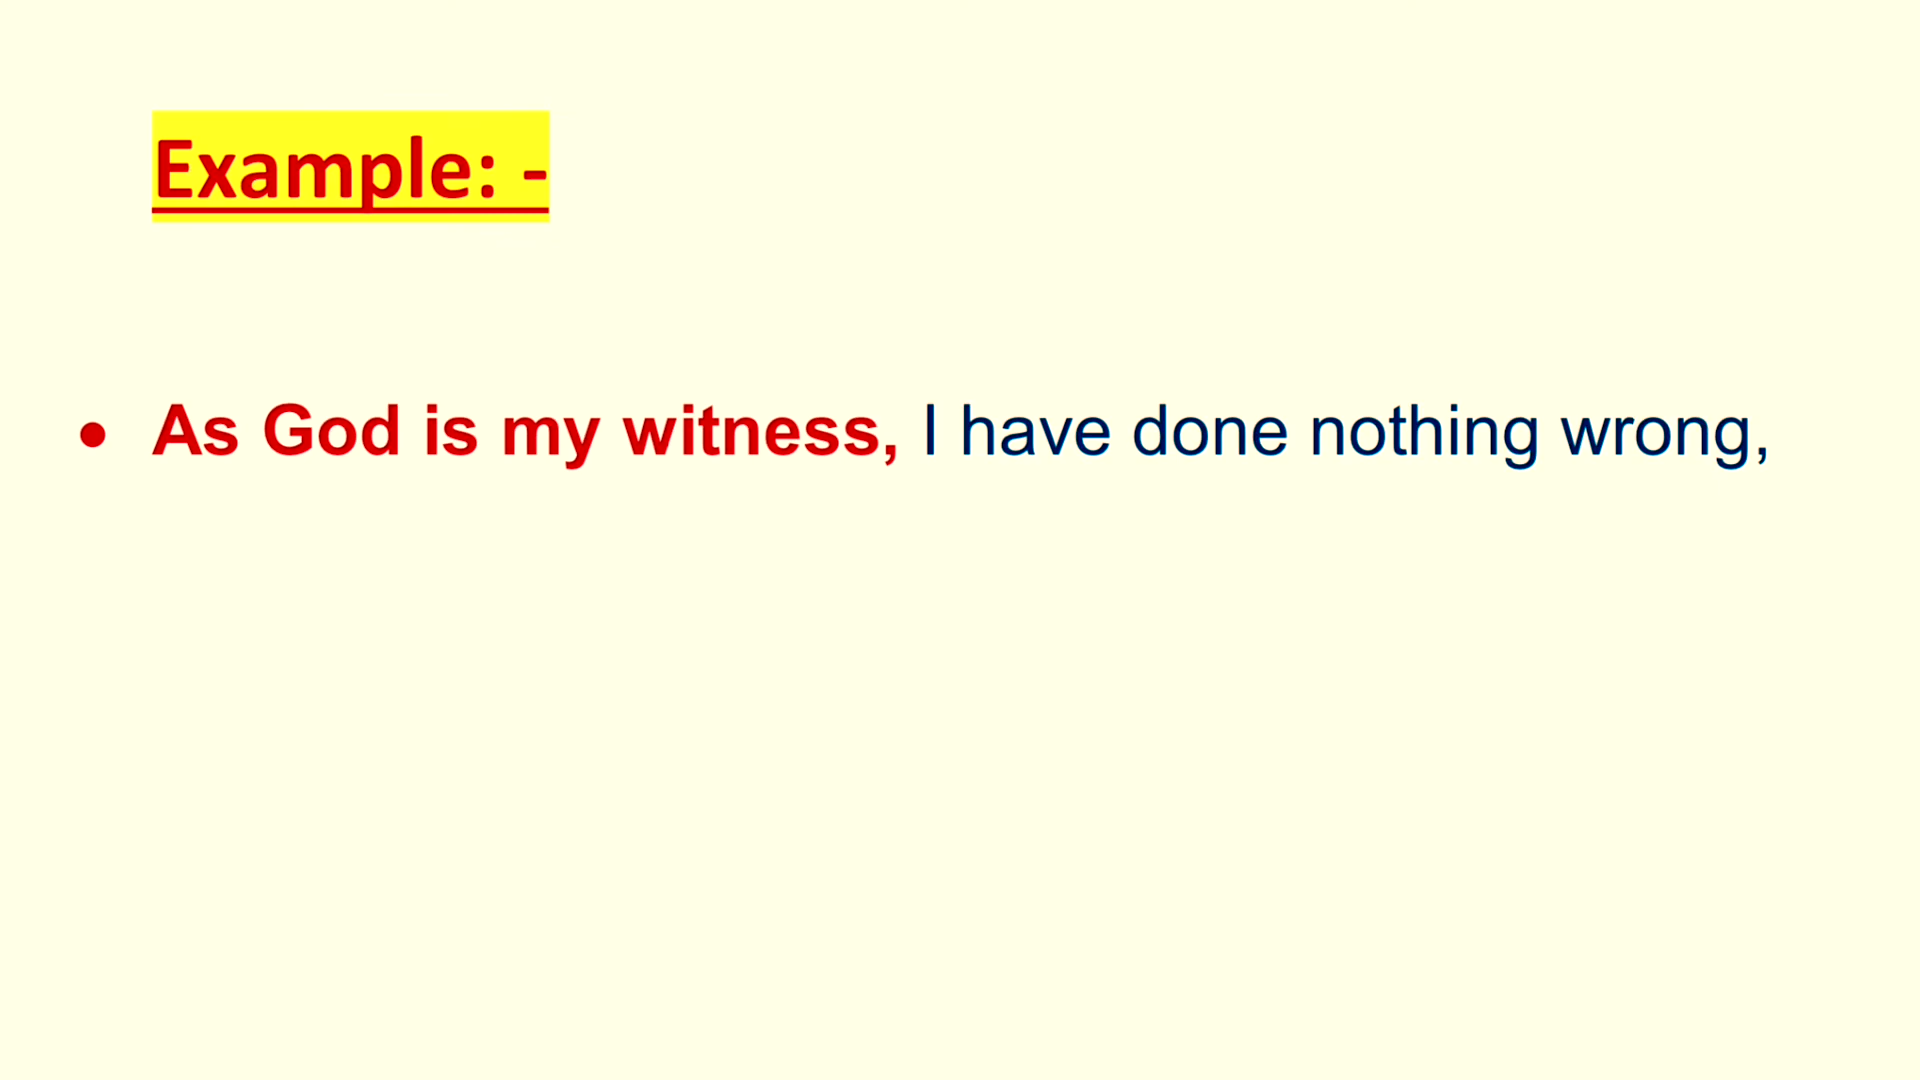 Example: -
• As God is my witness, I have done nothing wrong,